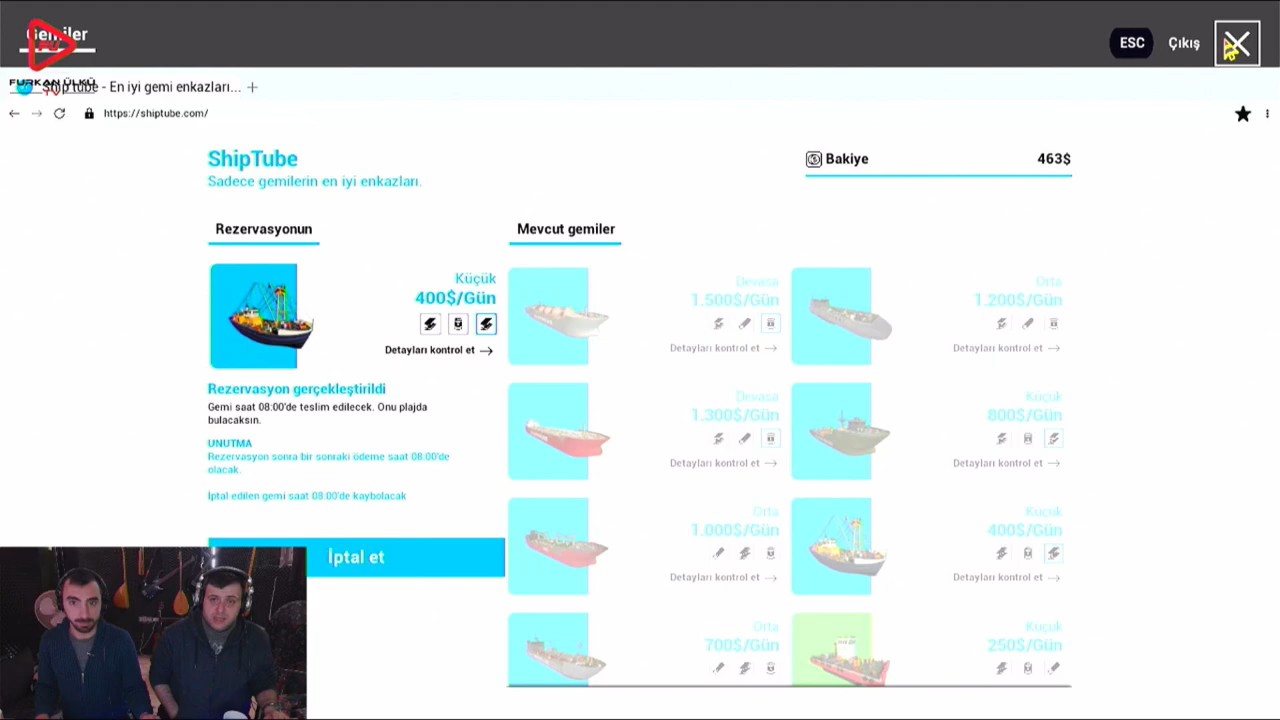 Gemiler
ESC
Çıkış
FURKAN ÜLKÜ
TV
Ship tube - En iyi gemi enkazları...
https://shiptube.com/
ShipTube
Sadece gemilerin en iyi enkazları.
Bakiye
463$
Rezervasyonun
Küçük
400$/Gün
Detayları kontrol et
Rezervasyon gerçekleştirildi
Gemi saat 08:00'de teslim edilecek. Onu plajda
bulacaksın.
UNUTMA
Rezervasyon sonra bir sonraki ödeme saat 08:00'de
olacak.
İptal edilen gemi saat 08:00'de kaybolacak
İptal et
Mevcut gemiler
Devasa
1.500$/Gün
Detayları kontrol et
Orta
1.200$/Gün
Detayları kontrol et
Devasa
1.300$/Gün
Detayları kontrol et
Küçük
800$/Gün
Detayları kontrol et
Orta
1.000$/Gün
Detayları kontrol et
Küçük
400$/Gün
Detayları kontrol et
Orta
700$/Gün
Küçük
250$/Gün